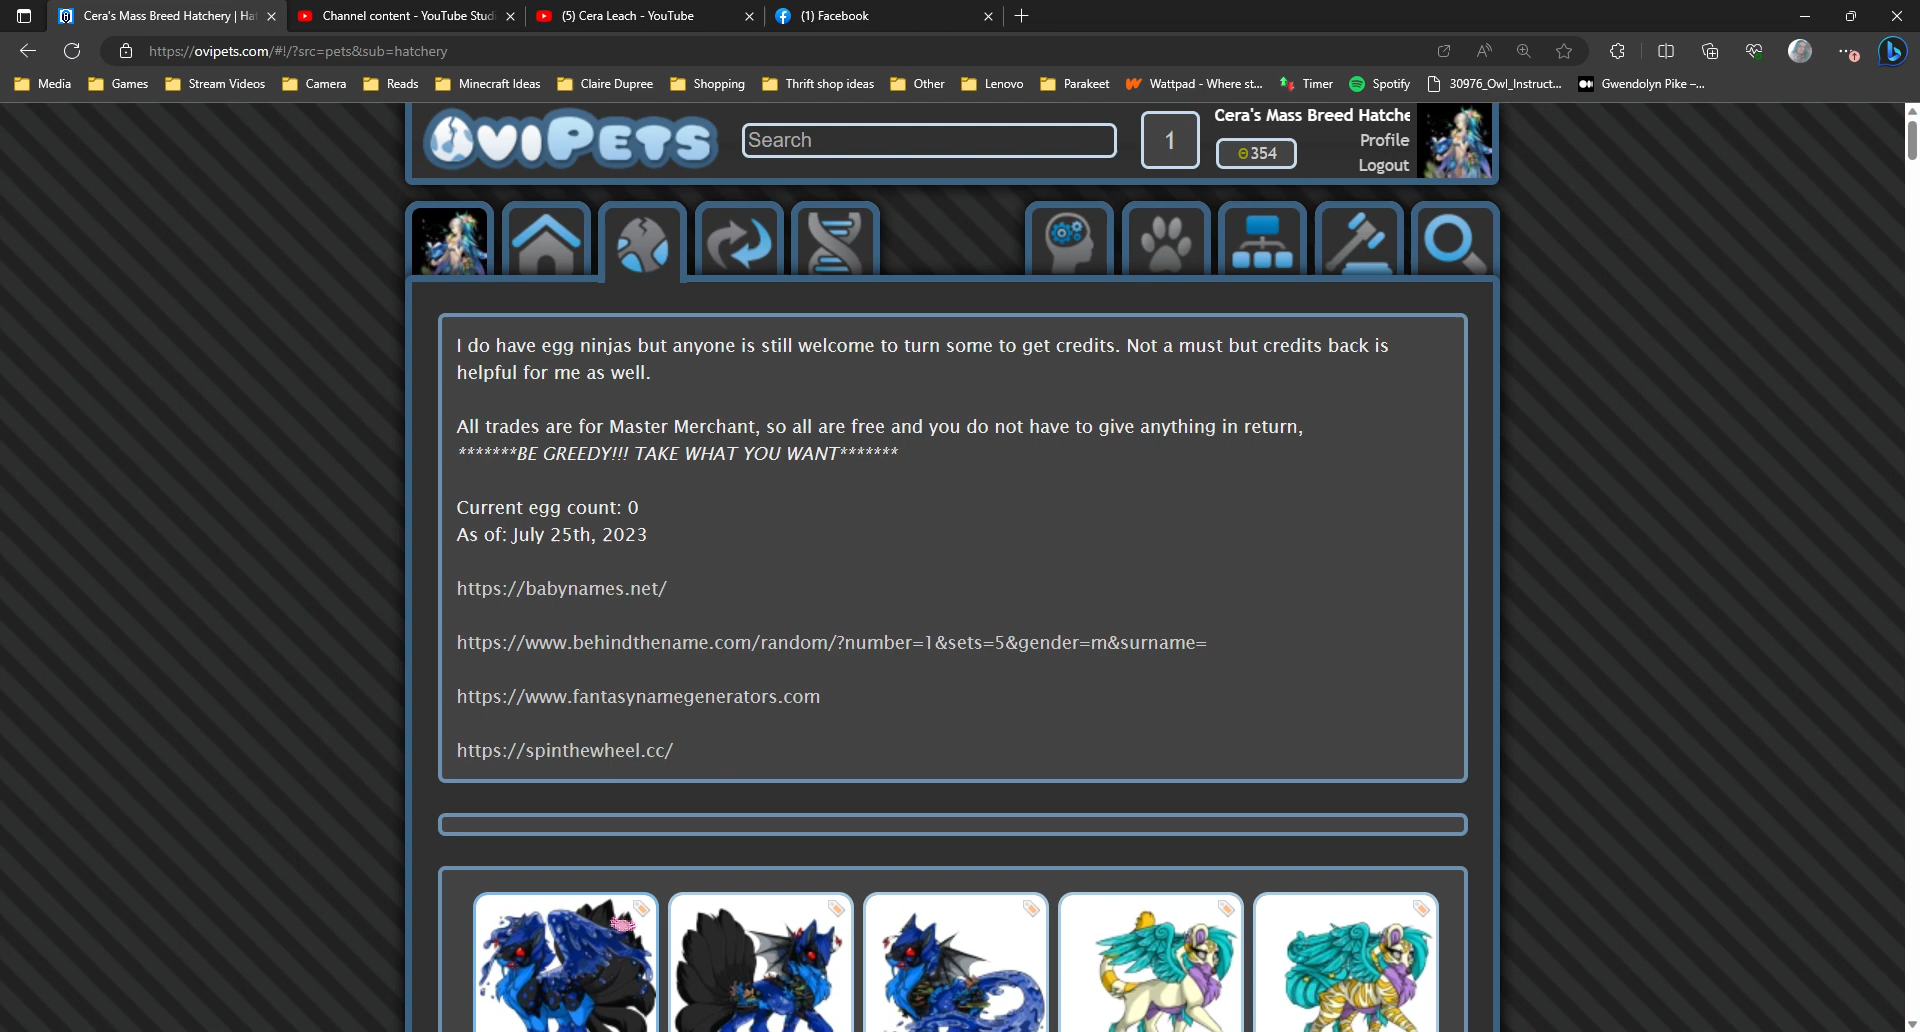 Cera's Mass Breed Hatchery | Hat
Channel content - YouTube Studi
(5) Cera Leach - YouTube
(1) Facebook
https://ovipets.com/#!/?src=pets&sub=hatchery
Media
Games
Stream Videos
Camera
Reads
Minecraft Ideas
Claire Dupree
Shopping
Thrift shop ideas
Other
Lenovo
Parakeet
Wattpad - Where st...
Timer
Spotify
30976_Owl_Instruct...
Gwendolyn Pike –...
OviPets
Search
1
Cera's Mass Breed Hatche
354
Profile
Logout
I do have egg ninjas but anyone is still welcome to turn some to get credits. Not a must but credits back is
helpful for me as well.
All trades are for Master Merchant, so all are free and you do not have to give anything in return,
*******BE GREEDY!!! TAKE WHAT YOU WANT*******
Current egg count: 0
As of: July 25th, 2023
https://babynames.net/
https://www.behindthename.com/random/?number=1&sets=5&gender=m&surname=
https://www.fantasynamegenerators.com
https://spinthewheel.cc/